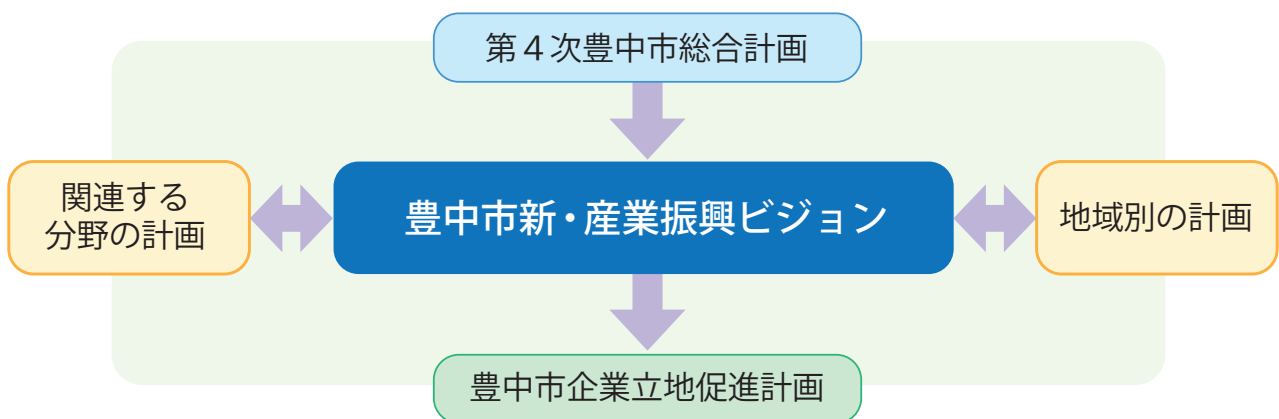 第４次豊中市総合計画
関連する
分野の計画
豊中市新・産業振興ビジョン
地域別の計画
豊中市企業立地促進計画